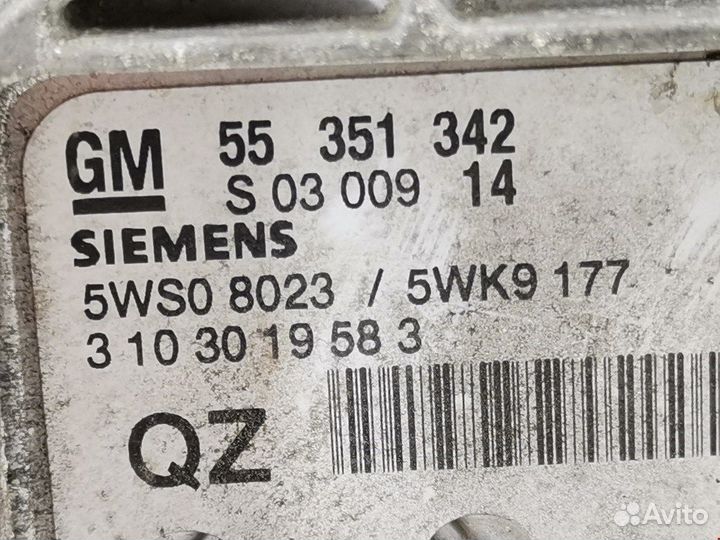 GM 55 351 342
S 03 009 14
SIEMENS
5WS0 8023 / 5WK9 177
3 10 30 19 58 3
QZ
Avito